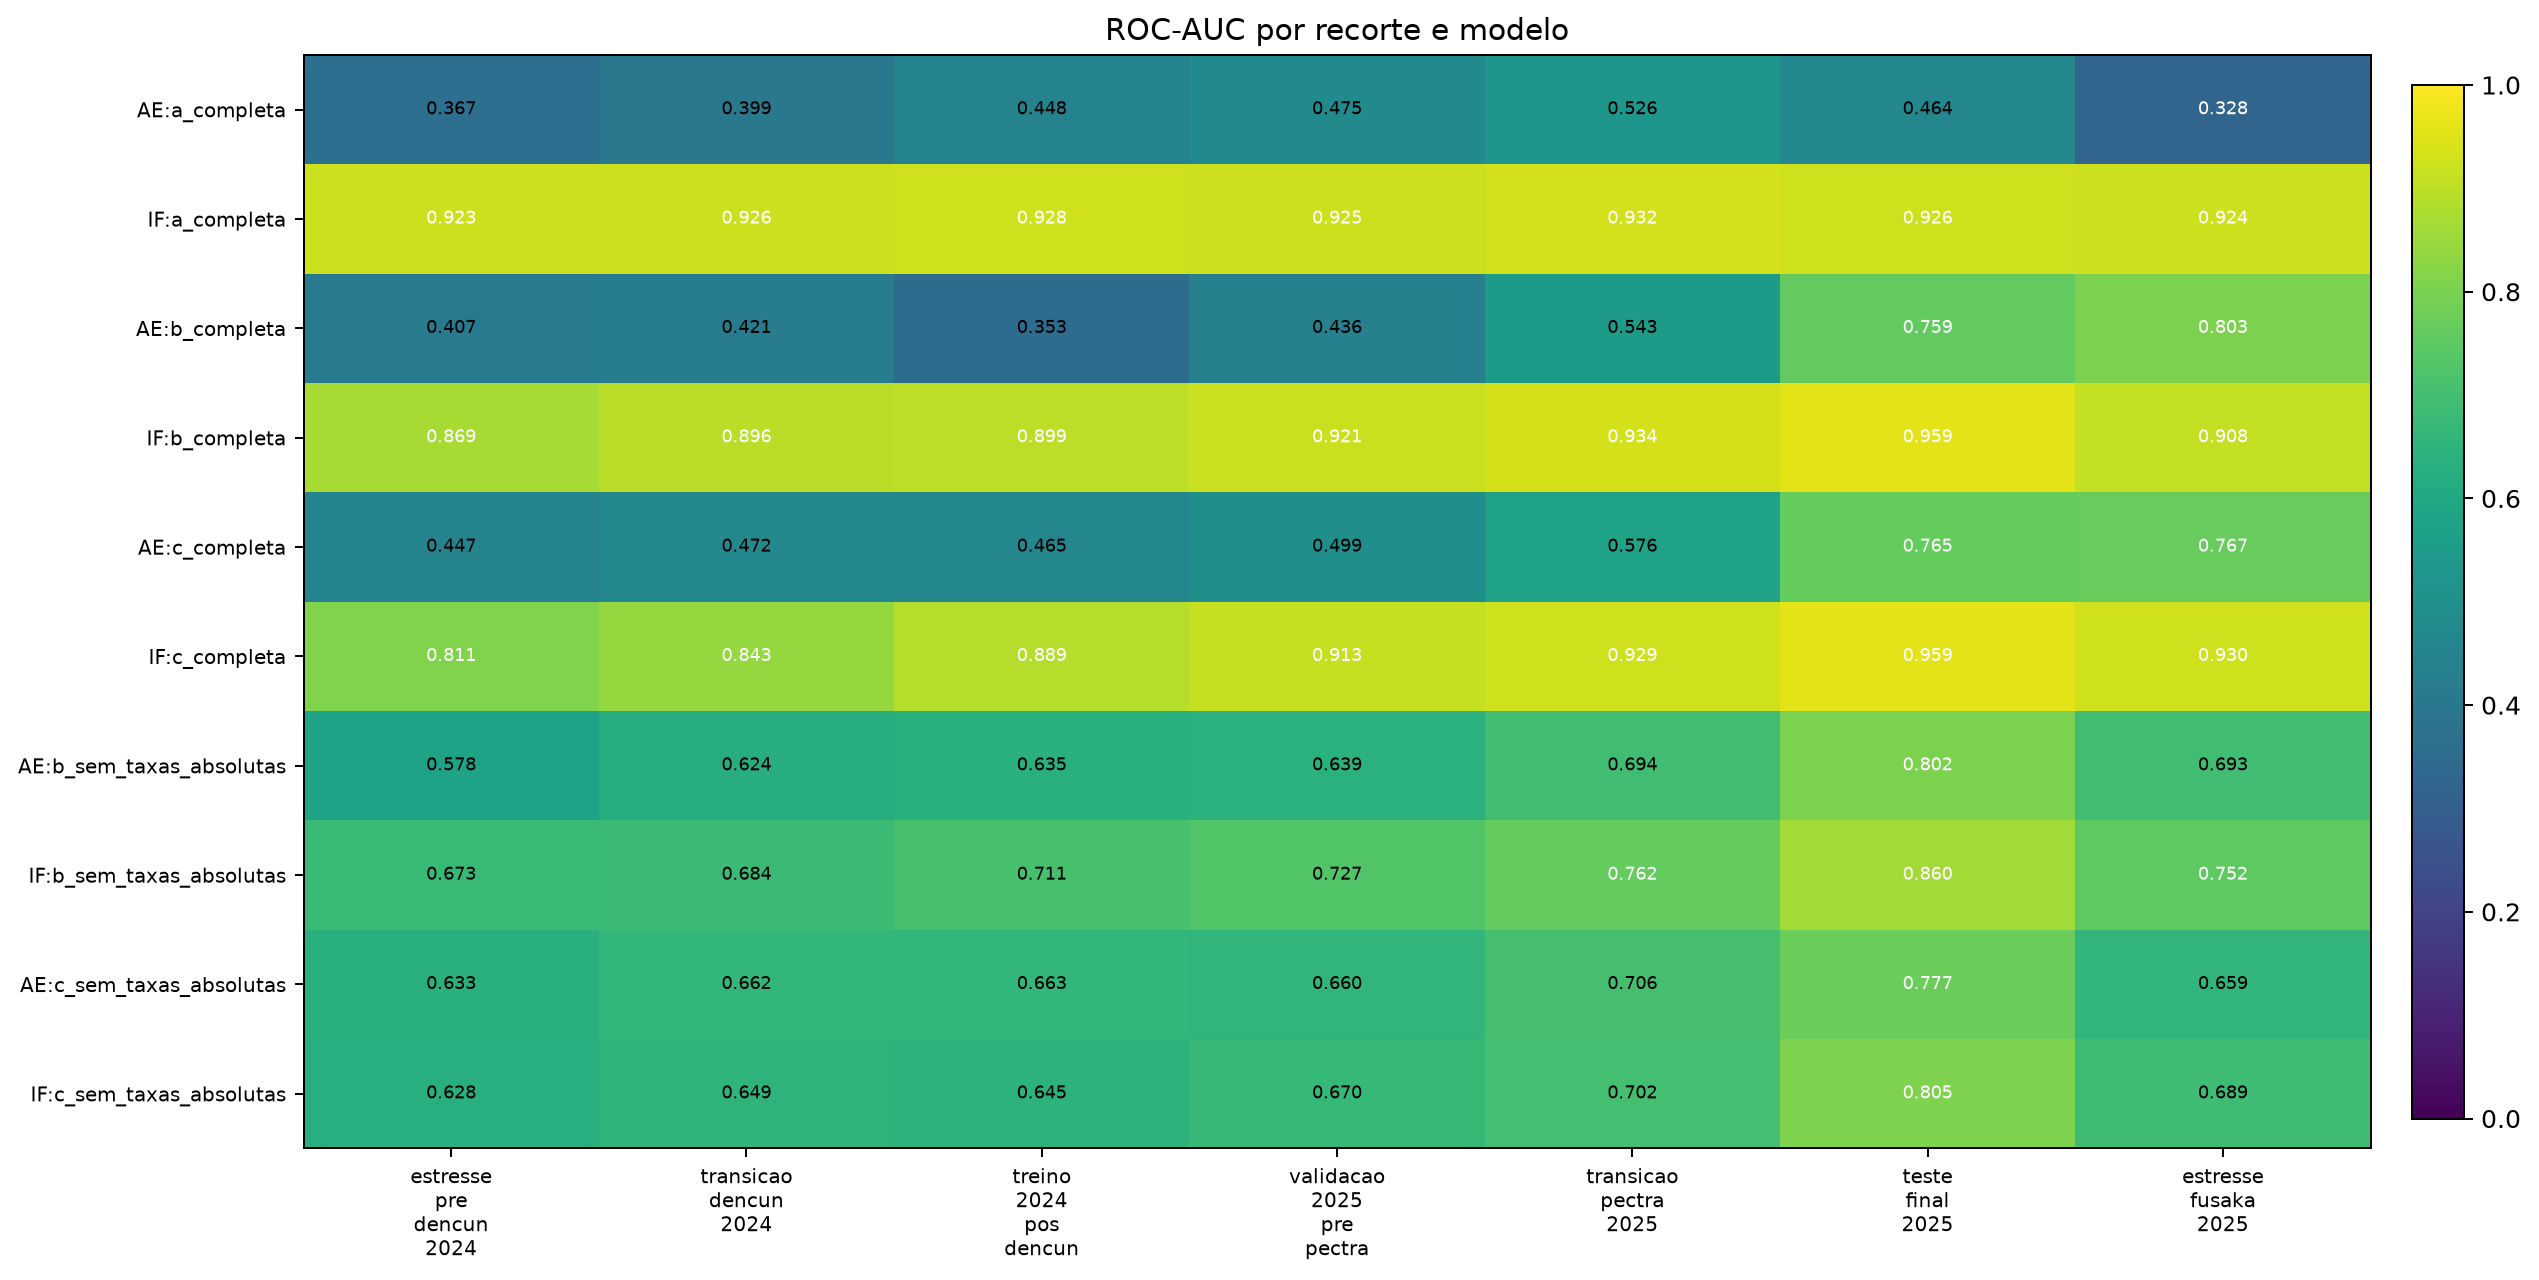 ROC-AUC por recorte e modelo
AE:a_completa 0.367 0.399 0.448 0.475 0.526 0.464 0.328
IF:a_completa 0.923 0.926 0.928 0.925 0.932 0.926 0.924
AE:b_completa 0.407 0.421 0.353 0.436 0.543 0.759 0.803
IF:b_completa 0.869 0.896 0.899 0.921 0.934 0.959 0.908
AE:c_completa 0.447 0.472 0.465 0.499 0.576 0.765 0.767
IF:c_completa 0.811 0.843 0.889 0.913 0.929 0.959 0.930
AE:b_sem_taxas_absolutas 0.578 0.624 0.635 0.639 0.694 0.802 0.693
IF:b_sem_taxas_absolutas 0.673 0.684 0.711 0.727 0.762 0.860 0.752
AE:c_sem_taxas_absolutas 0.633 0.662 0.663 0.660 0.706 0.777 0.659
IF:c_sem_taxas_absolutas 0.628 0.649 0.645 0.670 0.702 0.805 0.689
estresse
pre
dencun
2024
transicao
dencun
2024
treino
2024
pos
dencun
validacao
2025
pre
pectra
transicao
pectra
2025
teste
final
2025
estresse
fusaka
2025
1.0
0.8
0.6
0.4
0.2
0.0